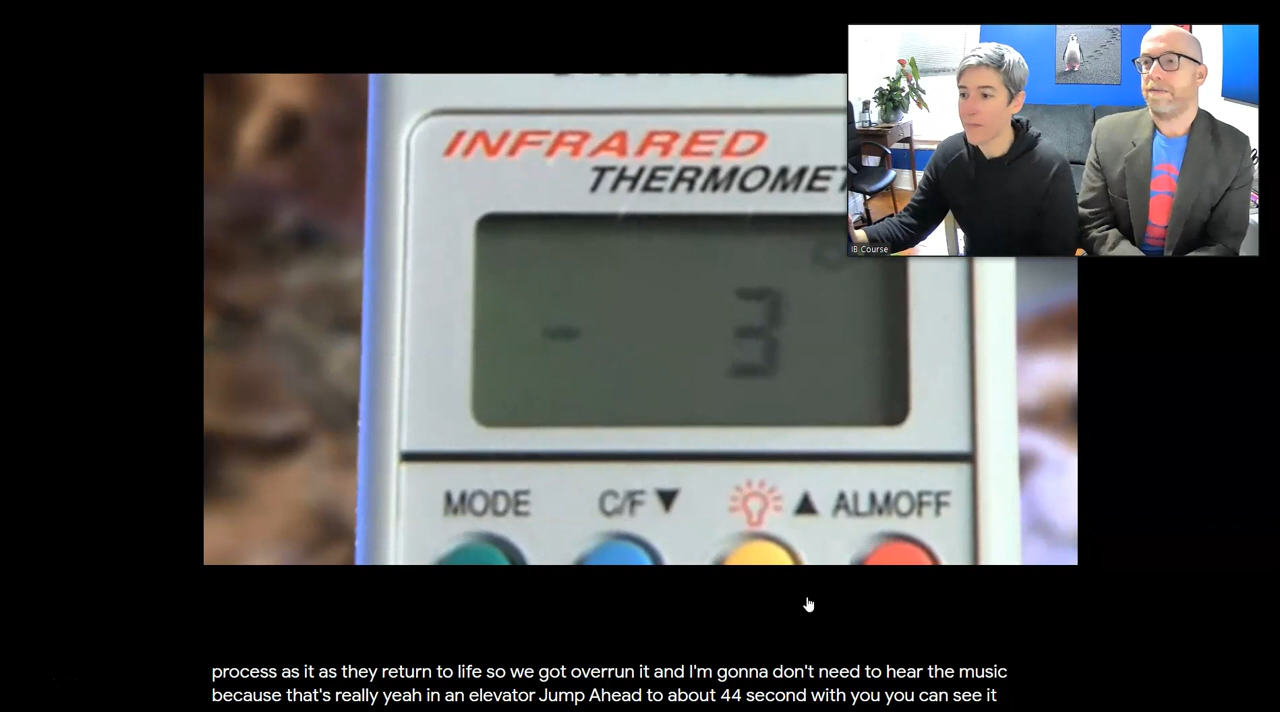 INFRARED
THERMOMET
- 3
MODE C/F ▼ ▲ ALMOFF
IB Course
process as it as they return to life so we got overrun it and I'm gonna don't need to hear the music
because that's really yeah in an elevator Jump Ahead to about 44 second with you you can see it